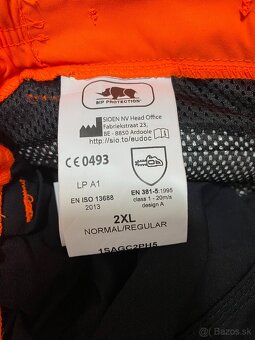 SIP PROTECTION
SIOEN NV Head Office
Fabriekstraat 23,
BE - 8850 Ardooie
http://sio.to/eudoc
CE 0493
LP A1
EN ISO 13688
2013
EN 381-5:1995
class 1 - 20m/s
design A
2XL
NORMAL/REGULAR
1SAGC2PH5
bazos.sk